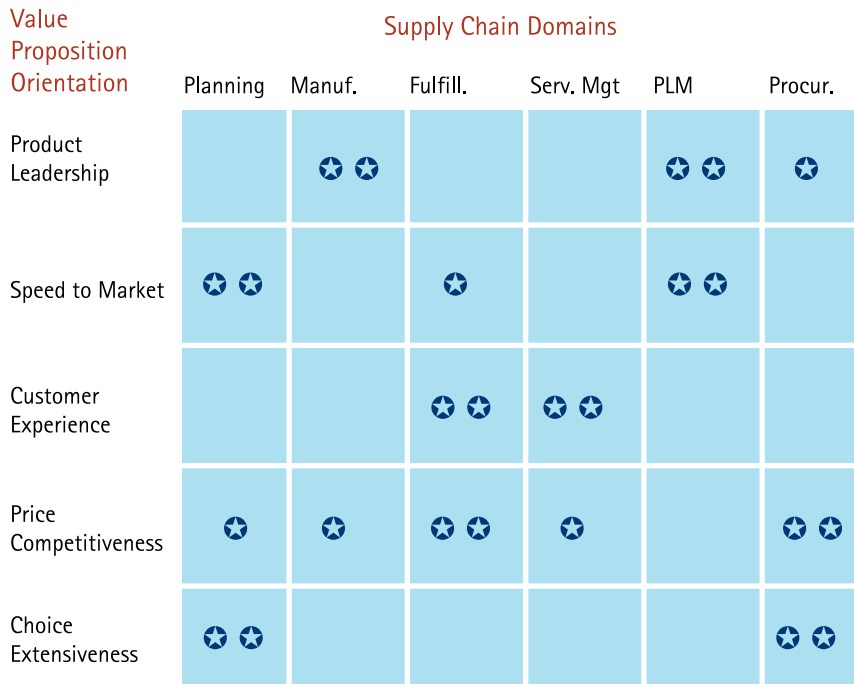 Value
Proposition
Orientation
Supply Chain Domains
Planning Manuf. Fulfill. Serv. Mgt PLM Procur.
Product
Leadership
Speed to Market
Customer
Experience
Price
Competitiveness
Choice
Extensiveness